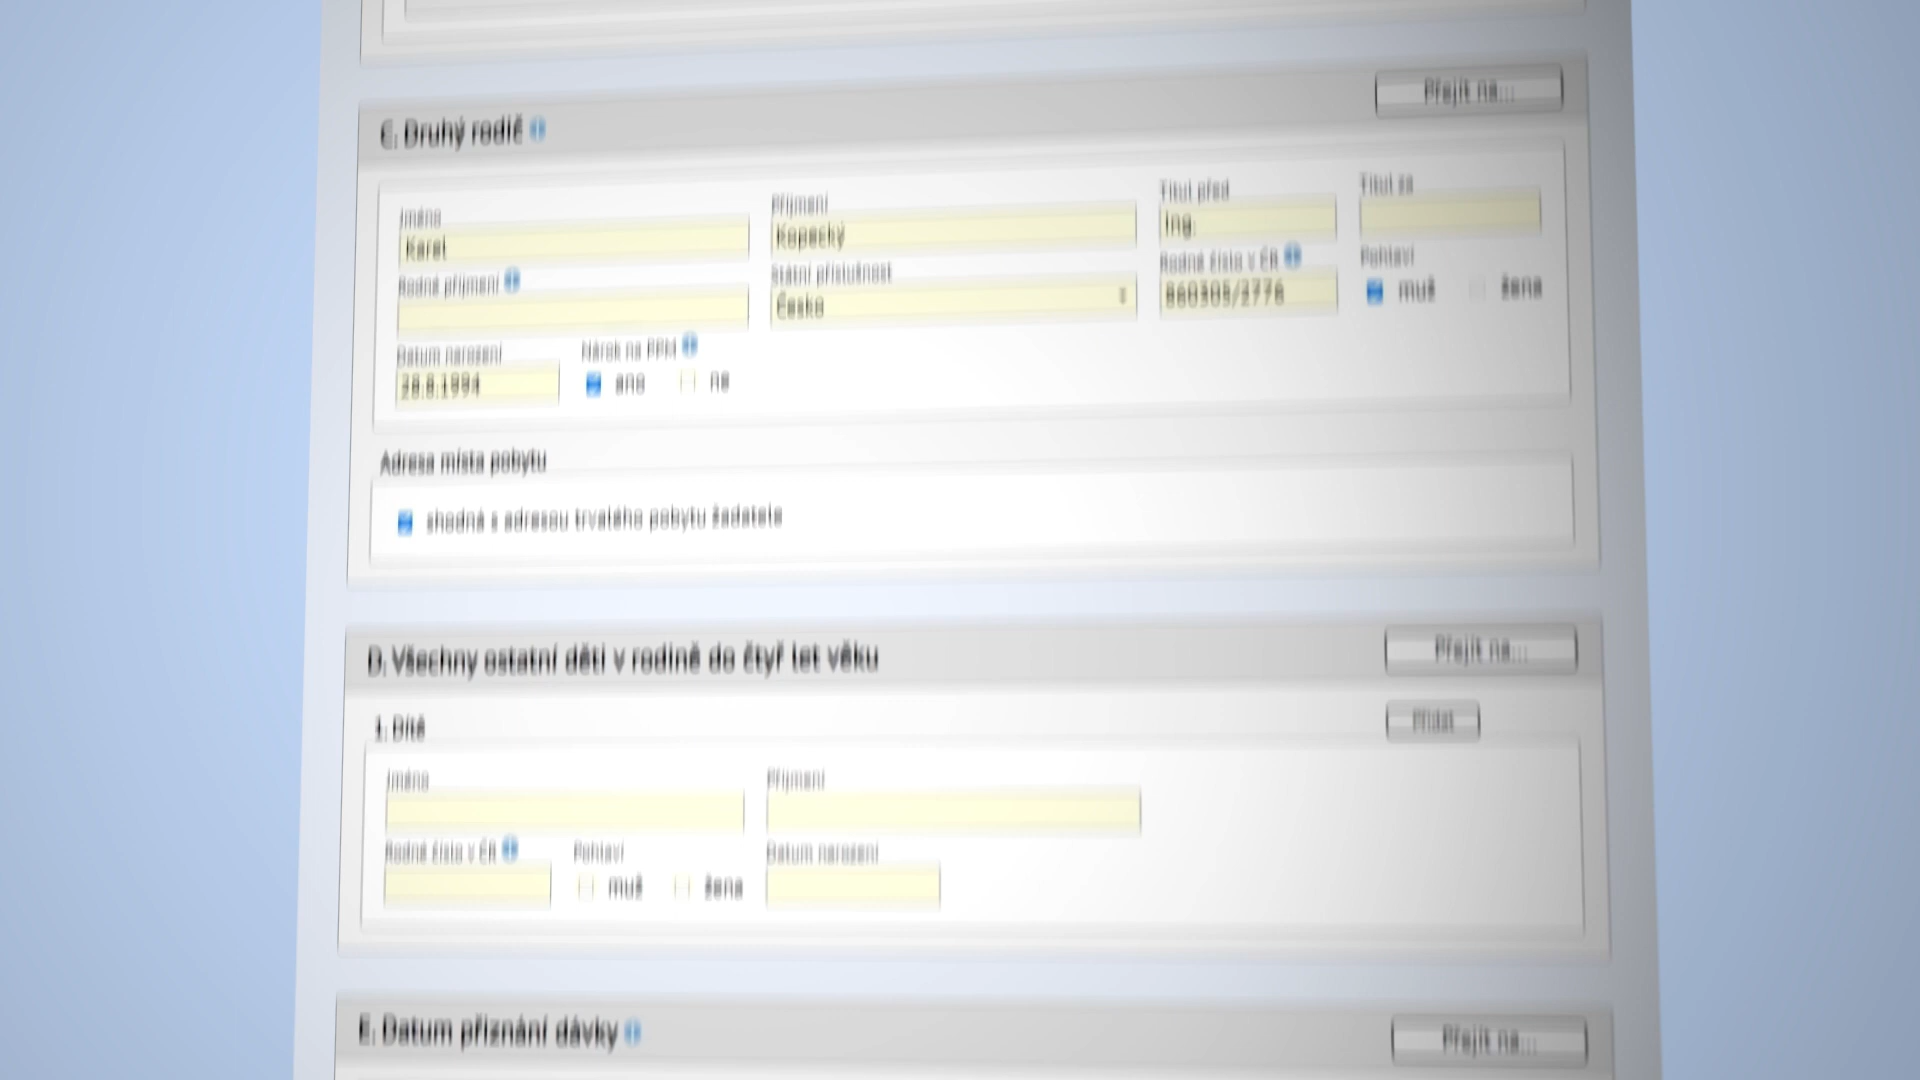 Přejít na...
C. Druhý rodič
Jméno Příjmení Titul před Titul za
Karel Kopecký Ing.
Rodné příjmení Státní příslušnost Rodné číslo v ČR Pohlaví
Česko 860305/2776 muž žena
Datum narození Nárok na PPM
28.8.1994 ano ne
Adresa místa pobytu
shodná s adresou trvalého pobytu žadatele
D. Všechny ostatní děti v rodině do čtyř let věku Přejít na...
1. Dítě Přidat
Jméno Příjmení
Rodné číslo v ČR Pohlaví Datum narození
muž žena
E. Datum přiznání dávky Přejít na...